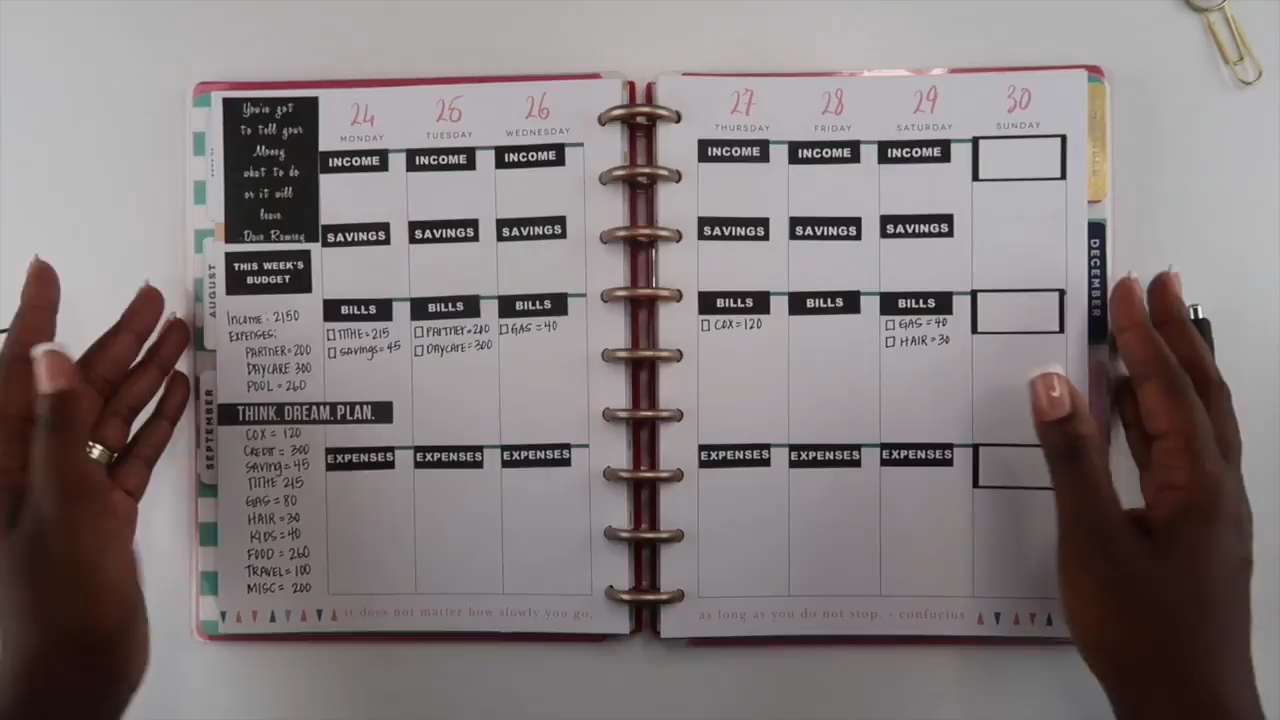 You've got
to tell your
Money
what to do
or it will
leave
-Dave Ramsey
THIS WEEK'S
BUDGET
Income: 2150
EXPENSES:
PARTNER=200
DAYCARE 300
POOL = 260
THINK. DREAM. PLAN.
COX = 120
CREDIT = 300
SAVING = 45
TITHE 215
GAS = 80
HAIR = 30
KIDS = 40
FOOD = 260
TRAVEL = 100
MISC = 200
AUGUST
SEPTEMBER
24
MONDAY
INCOME
SAVINGS
BILLS
TITHE = 215
SAVINGS = 45
EXPENSES
25
TUESDAY
INCOME
SAVINGS
BILLS
PARTNER=200
DAYCARE = 300
EXPENSES
26
WEDNESDAY
INCOME
SAVINGS
BILLS
GAS = 40
EXPENSES
it does not matter how slowly you go,
27
THURSDAY
INCOME
SAVINGS
BILLS
COX = 120
EXPENSES
28
FRIDAY
INCOME
SAVINGS
BILLS
EXPENSES
29
SATURDAY
INCOME
SAVINGS
BILLS
GAS = 40
HAIR = 30
EXPENSES
30
SUNDAY
as long as you do not stop. - confucius
DECEMBER